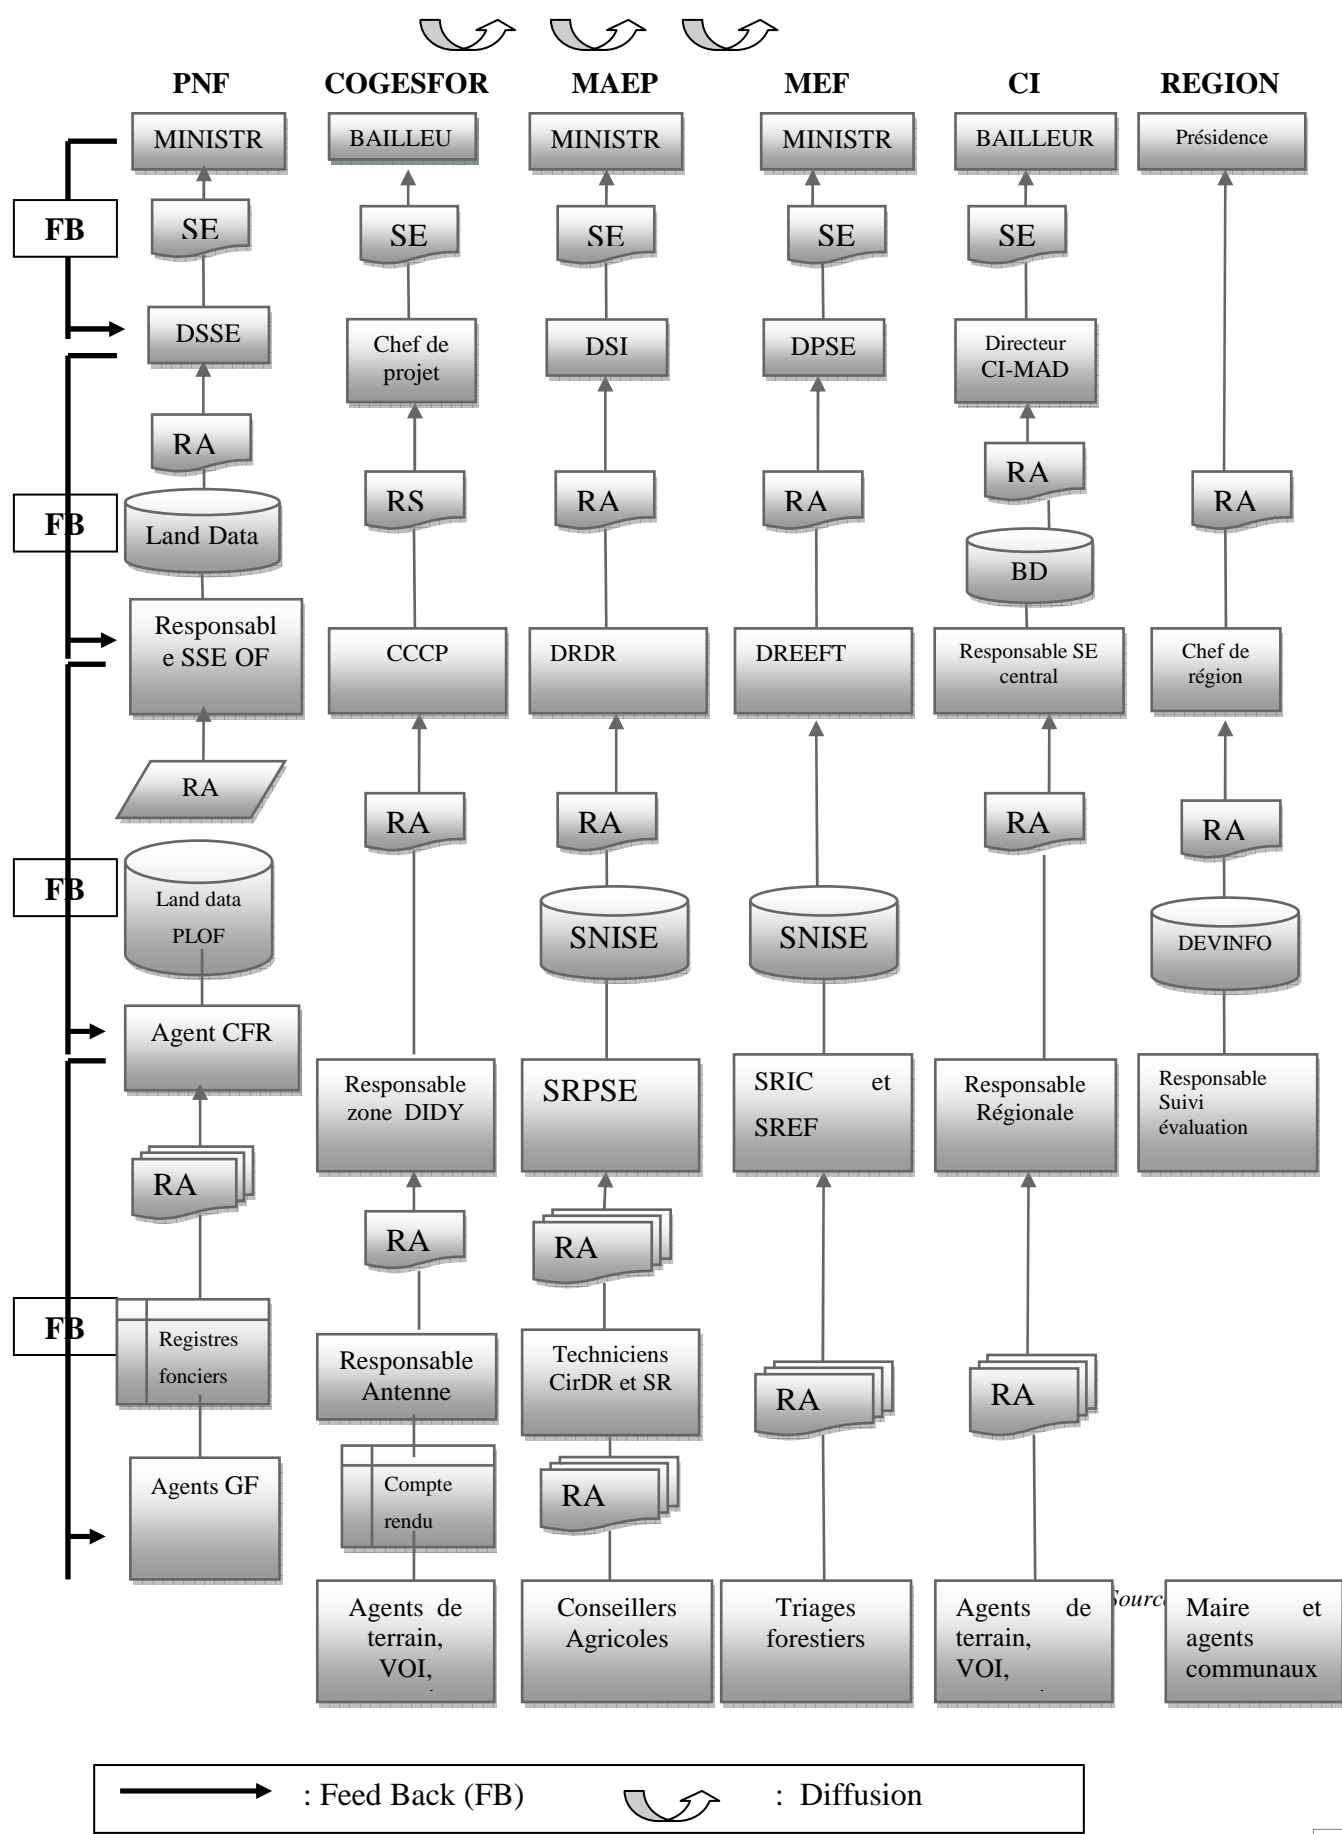 PNF COGESFOR MAEP MEF CI REGION
MINISTR BAILLEU MINISTR MINISTR BAILLEUR Présidence
FB SE SE SE SE SE
DSSE
Chef de
projet
DSI DPSE
Directeur
CI-MAD
RA RS RA RA RA RA
FB Land Data BD
Responsabl
e SSE OF
CCCP DRDR DREEFT
Responsable SE
central
Chef de
région
RA RA RA RA RA
FB
Land data
PLOF
SNISE SNISE DEVINFO
Agent CFR
Responsable
zone DIDY
SRPSE
SRIC et
SREF
Responsable
Régionale
Responsable
Suivi
évaluation
RA RA RA
FB
Registres
fonciers
Responsable
Antenne
Techniciens
CirDR et SR
RA RA
Agents GF
Compte
rendu
RA
Agents de
terrain,
VOI,
Conseillers
Agricoles
Triages
forestiers
Agents de
terrain,
VOI,
Sourc
Maire et
agents
communaux
: Feed Back (FB) : Diffusion